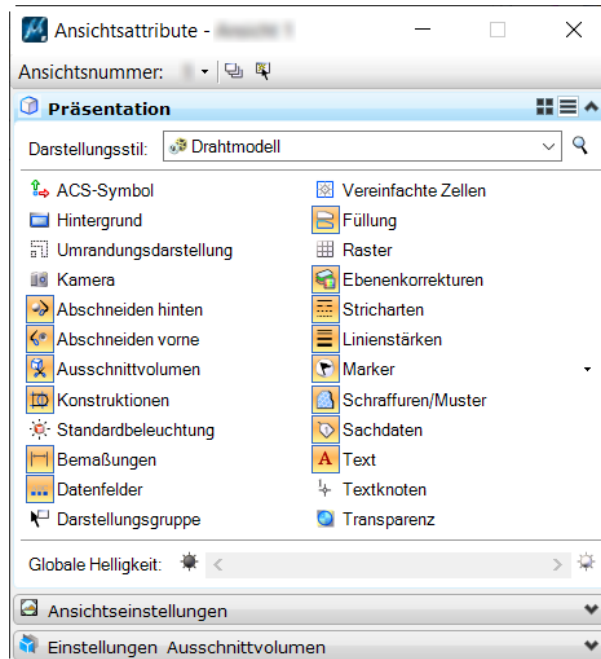 Ansichtsattribute -
Ansichtsnummer:
Präsentation
Darstellungsstil: Drahtmodell
ACS-Symbol
Hintergrund
Umrandungsdarstellung
Kamera
Abschneiden hinten
Abschneiden vorne
Ausschnittvolumen
Konstruktionen
Standardbeleuchtung
Bemaßungen
Datenfelder
Darstellungsgruppe
Vereinfachte Zellen
Füllung
Raster
Ebenenkorrekturen
Stricharten
Linienstärken
Marker
Schraffuren/Muster
Sachdaten
A Text
Textknoten
Transparenz
Globale Helligkeit:
Ansichtseinstellungen
Einstellungen Ausschnittvolumen